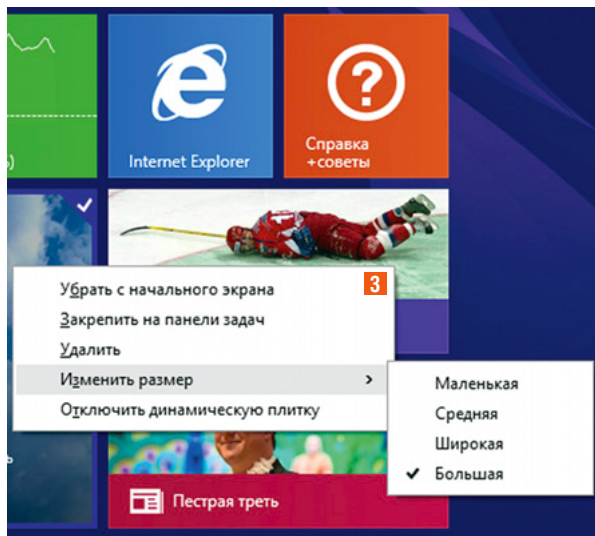 Internet Explorer
Справка
+советы
)
3
Убрать с начального экрана
Закрепить на панели задач
Удалить
Изменить размер
Отключить динамическую плитку
Маленькая
Средняя
Широкая
Большая
ь
Пестрая треть